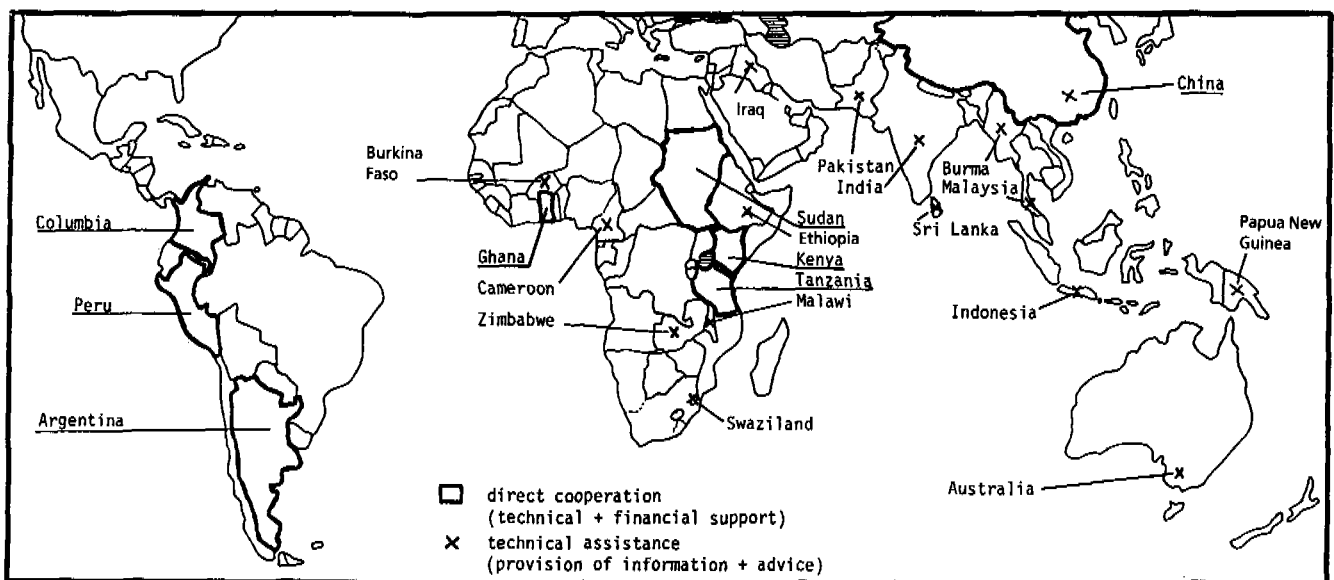 Columbia
Peru
Argentina
Burkina
Faso
Ghana
Cameroon
Zimbabwe
Iraq
Sudan
Ethiopia
Kenya
Tanzania
Malawi
Swaziland
Pakistan
India
Sri Lanka
Burma
Malaysia
China
Indonesia
Papua New
Guinea
Australia
direct cooperation
(technical + financial support)
× technical assistance
(provision of information + advice)